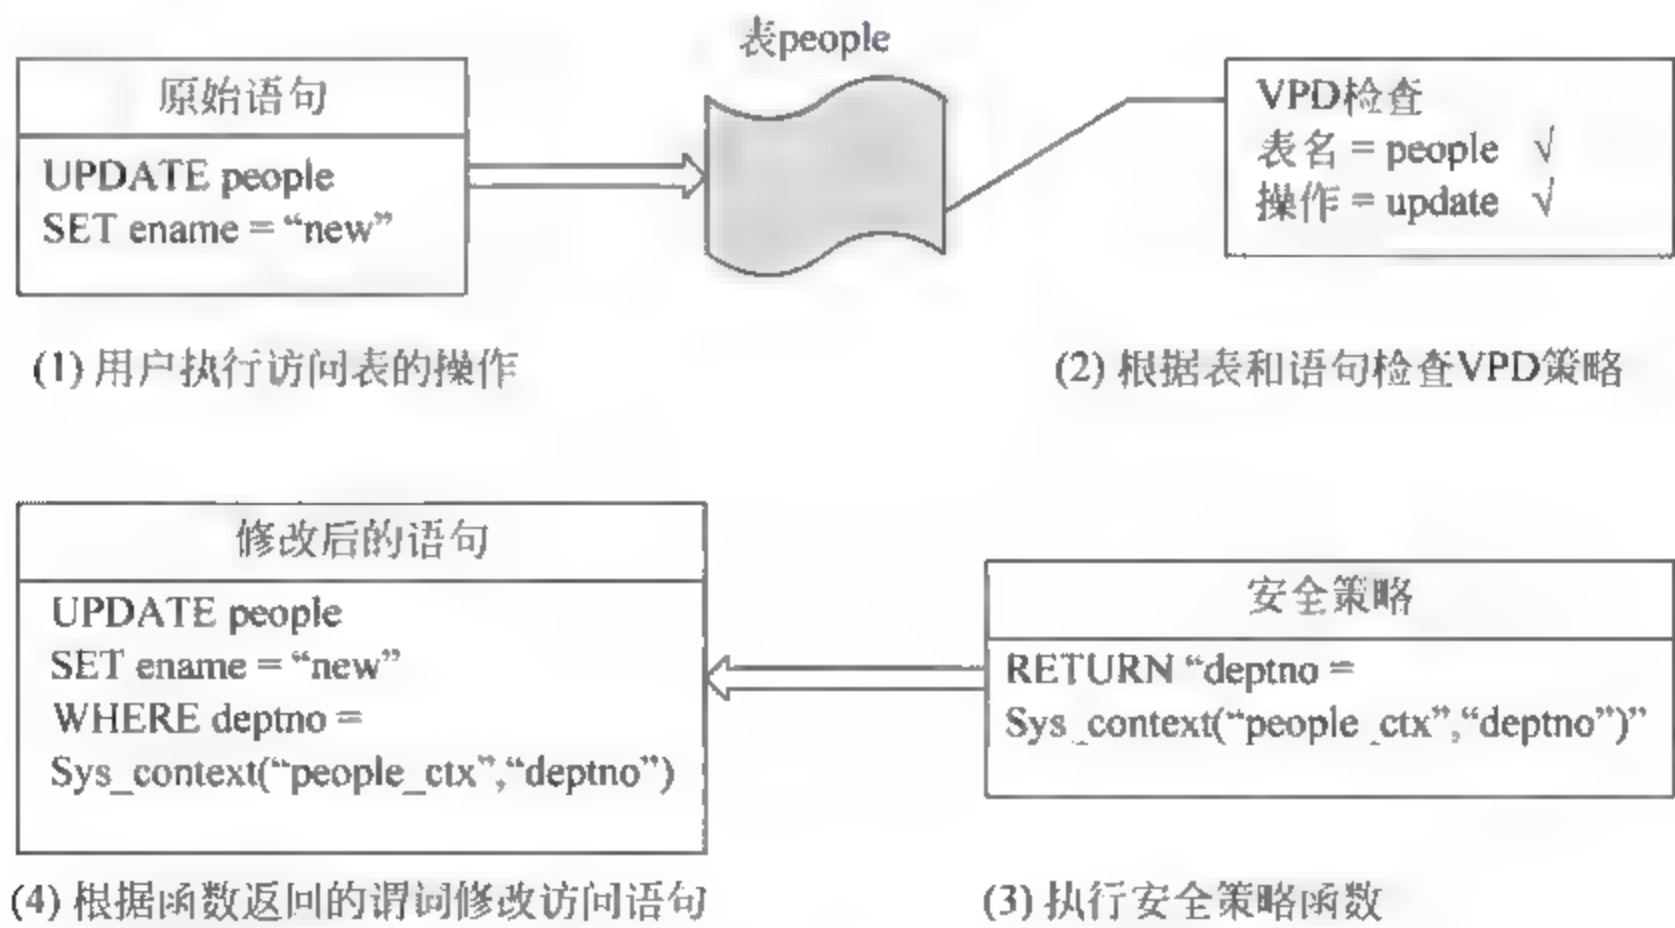 表people
原始语句
UPDATE people
SET ename = “new”
VPD检查
表名 = people √
操作 = update √
(1) 用户执行访问表的操作
(2) 根据表和语句检查VPD策略
修改后的语句
UPDATE people
SET ename = “new”
WHERE deptno =
Sys_context(“people_ctx”,“deptno”)
安全策略
RETURN “deptno =
Sys_context(“people_ctx”,“deptno”)”
(4) 根据函数返回的谓词修改访问语句
(3) 执行安全策略函数